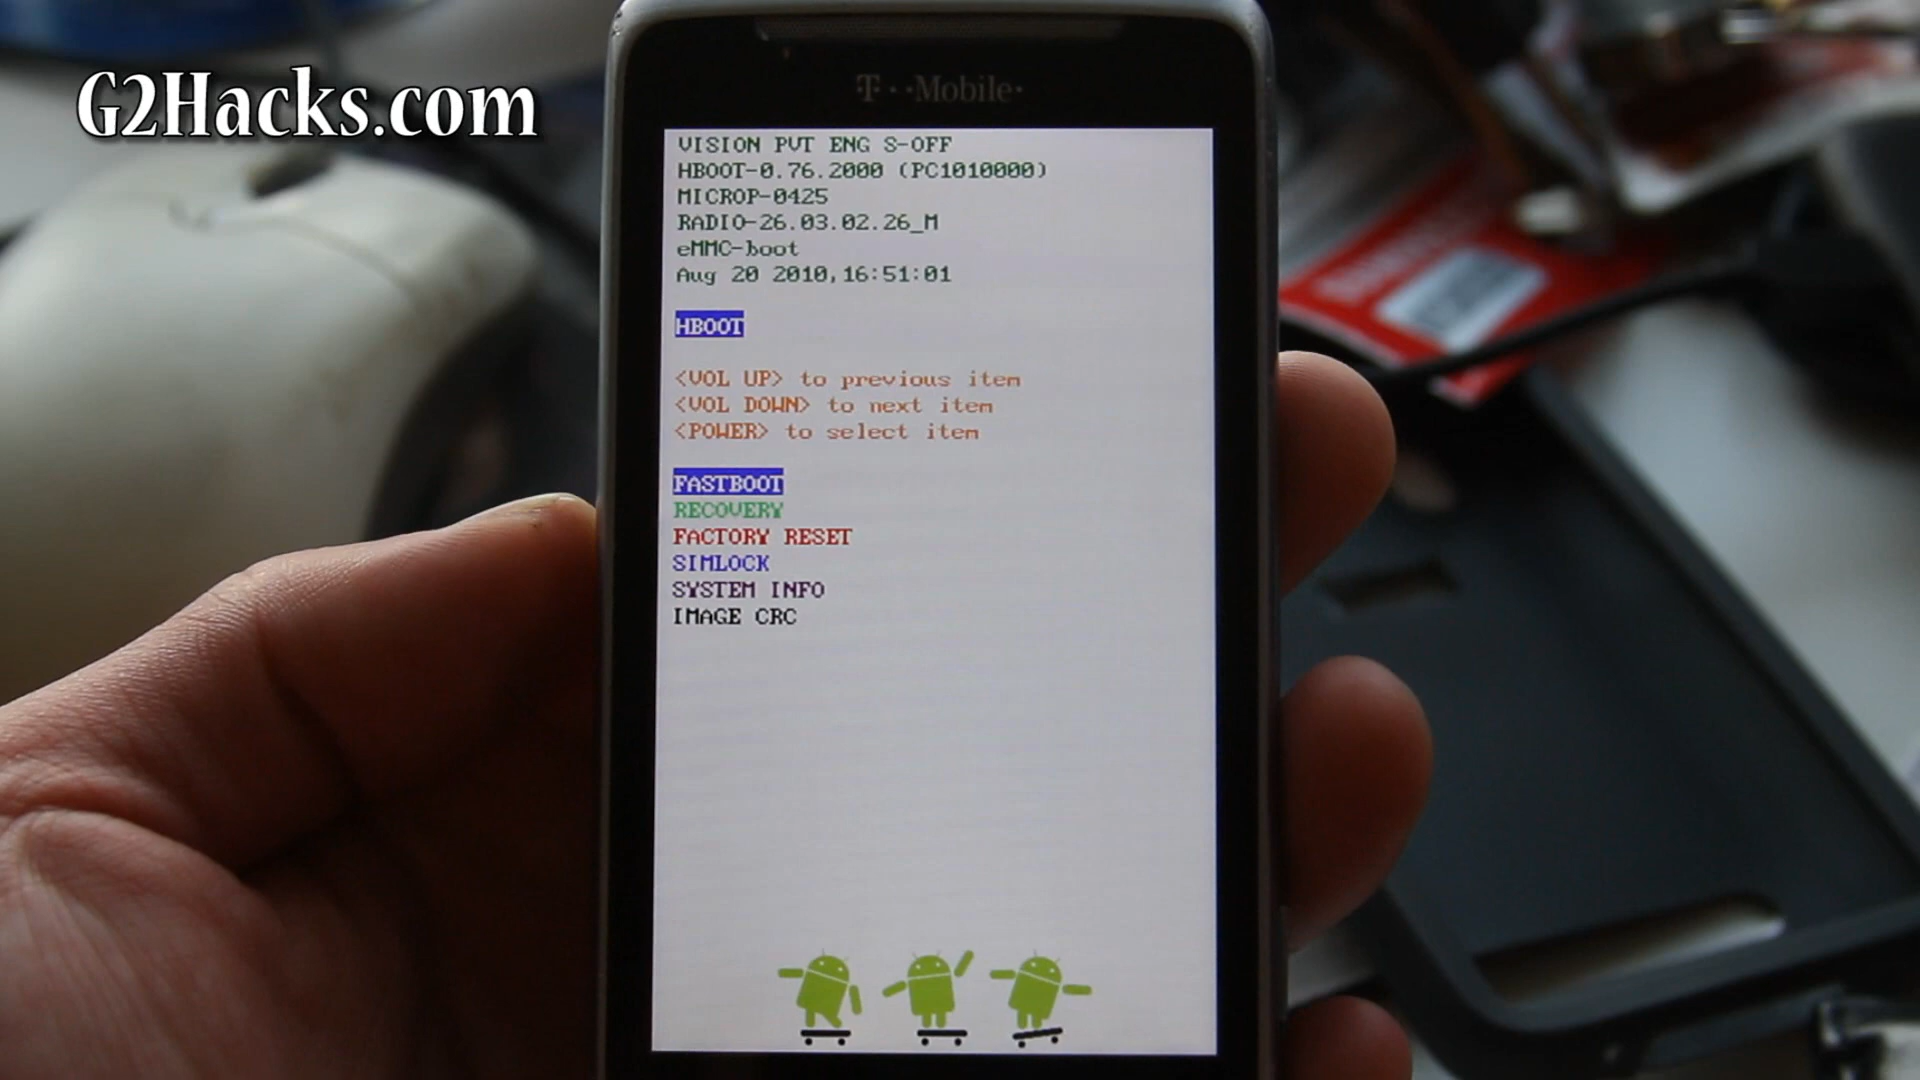 G2Hacks.com
T··Mobile·
VISION PVT ENG S-OFF
HBOOT-0.76.2000 (PC1010000)
MICROP-0425
RADIO-26.03.02.26_M
eMMC-boot
Aug 20 2010,16:51:01
HBOOT
<VOL UP> to previous item
<VOL DOWN> to next item
<POWER> to select item
FASTBOOT
RECOVERY
FACTORY RESET
SIMLOCK
SYSTEM INFO
IMAGE CRC